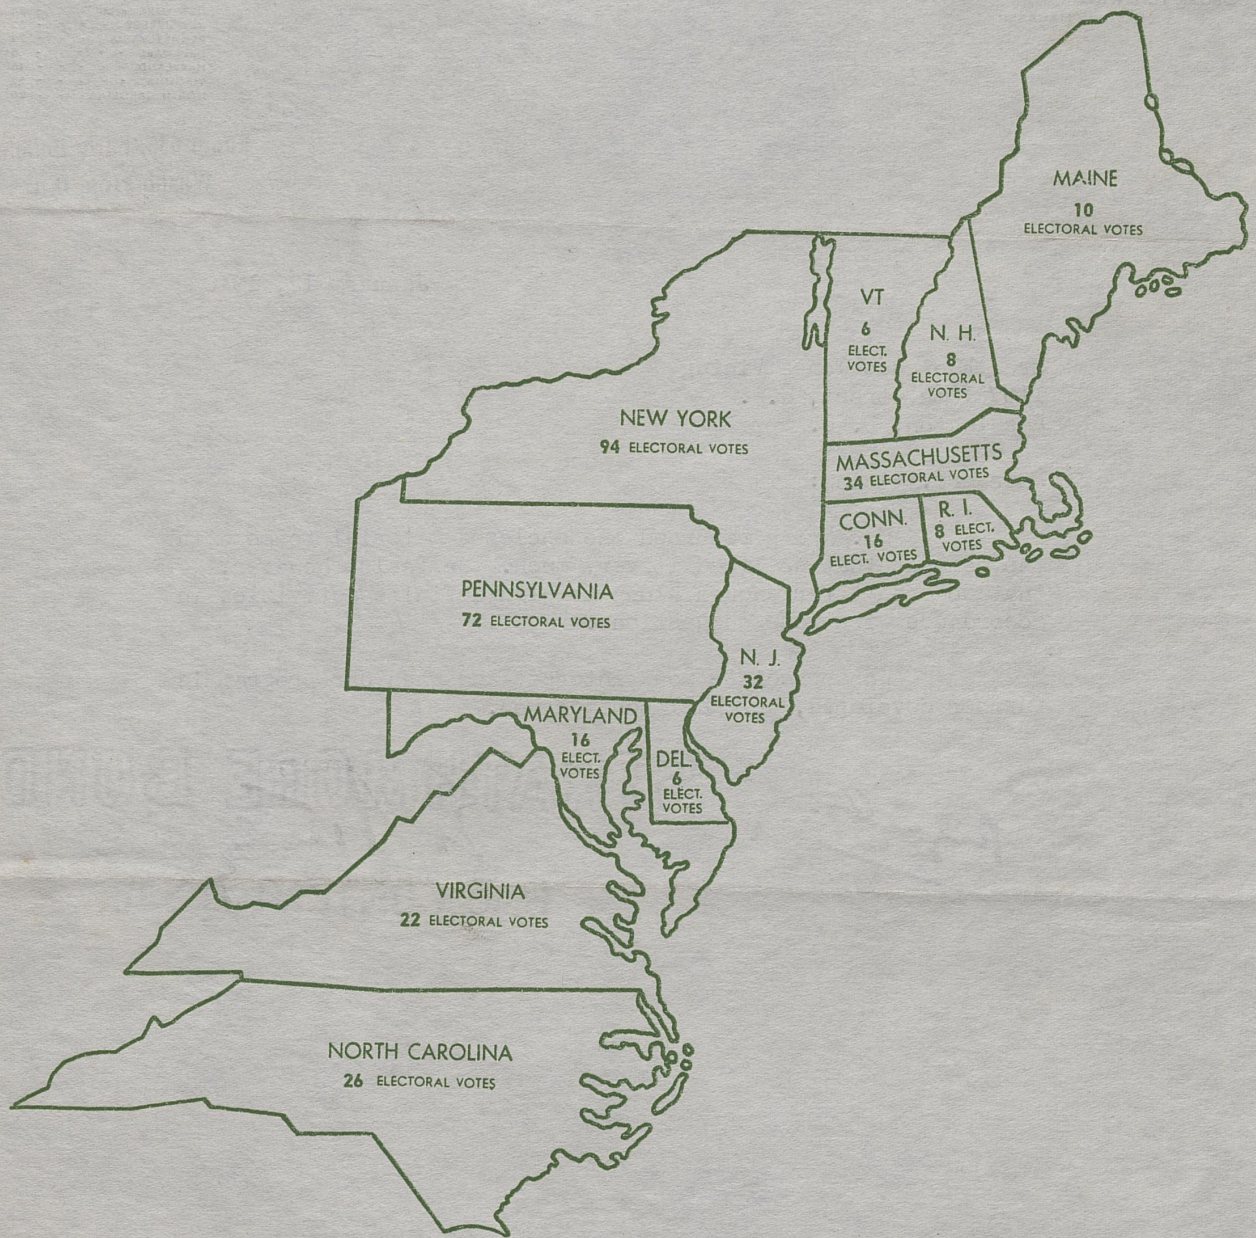 MAINE
10
ELECTORAL VOTES
VT
6
ELECT.
VOTES
N. H.
8
ELECTORAL
VOTES
NEW YORK
94 ELECTORAL VOTES
MASSACHUSETTS
34 ELECTORAL VOTES
CONN.
16
ELECT. VOTES
R. I.
8 ELECT.
VOTES
PENNSYLVANIA
72 ELECTORAL VOTES
N. J.
32
ELECTORAL
VOTES
MARYLAND
16
ELECT.
VOTES
DEL.
6
ELECT.
VOTES
VIRGINIA
22 ELECTORAL VOTES
NORTH CAROLINA
26 ELECTORAL VOTES